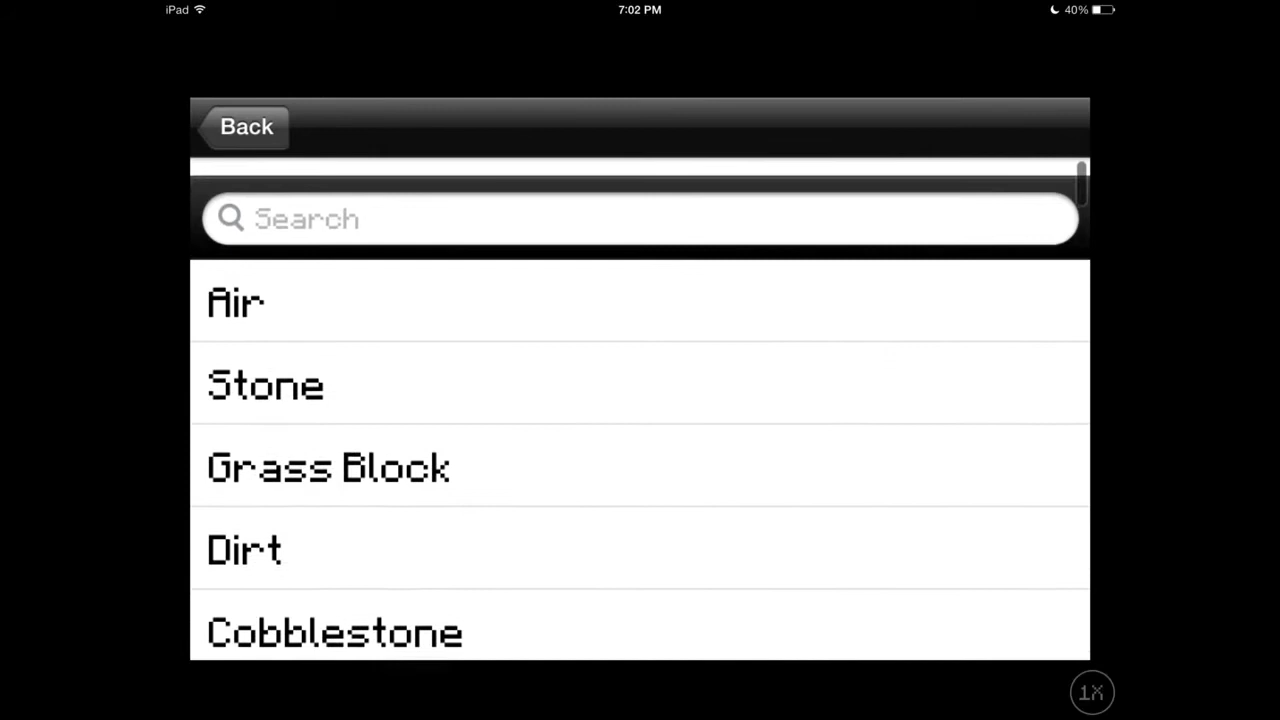 iPad 7:02 PM 40%
Back
Search
Air
Stone
Grass Block
Dirt
Cobblestone
1X